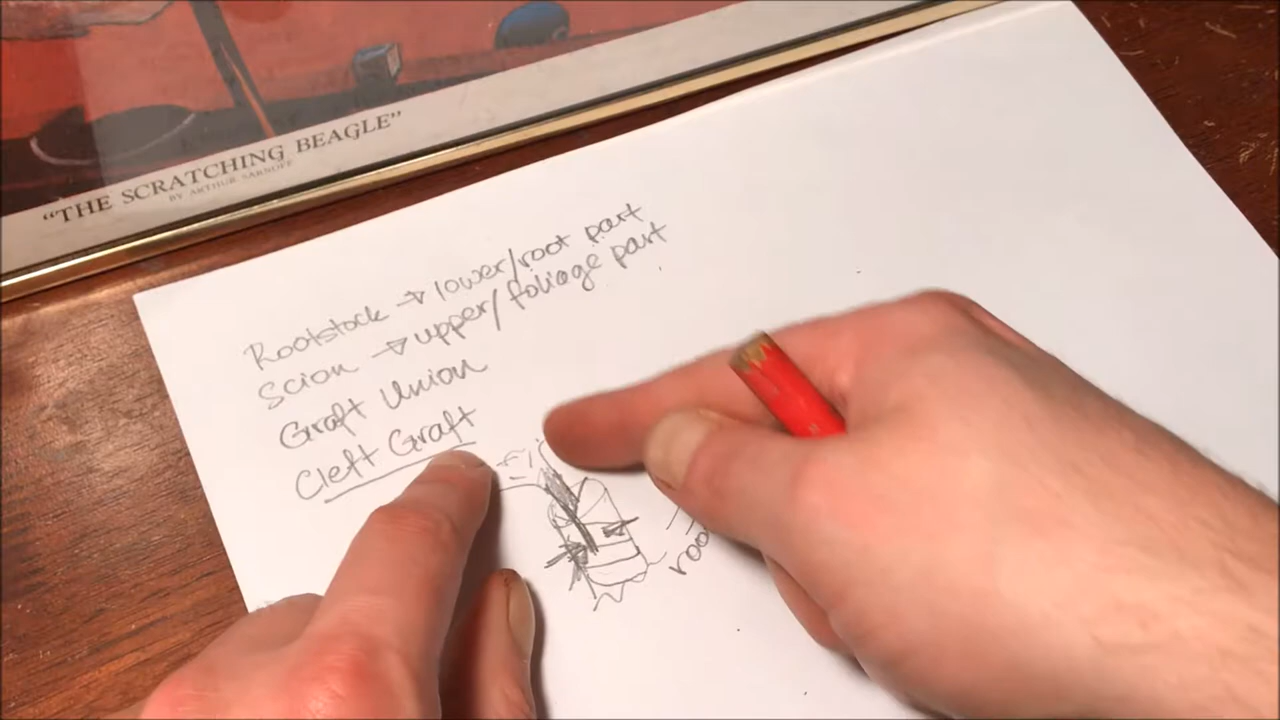 "THE SCRATCHING BEAGLE"
BY ARTHUR SARNOFF
Rootstock → lower/root part
Scion → upper/foliage part
Graft Union
Cleft Graft